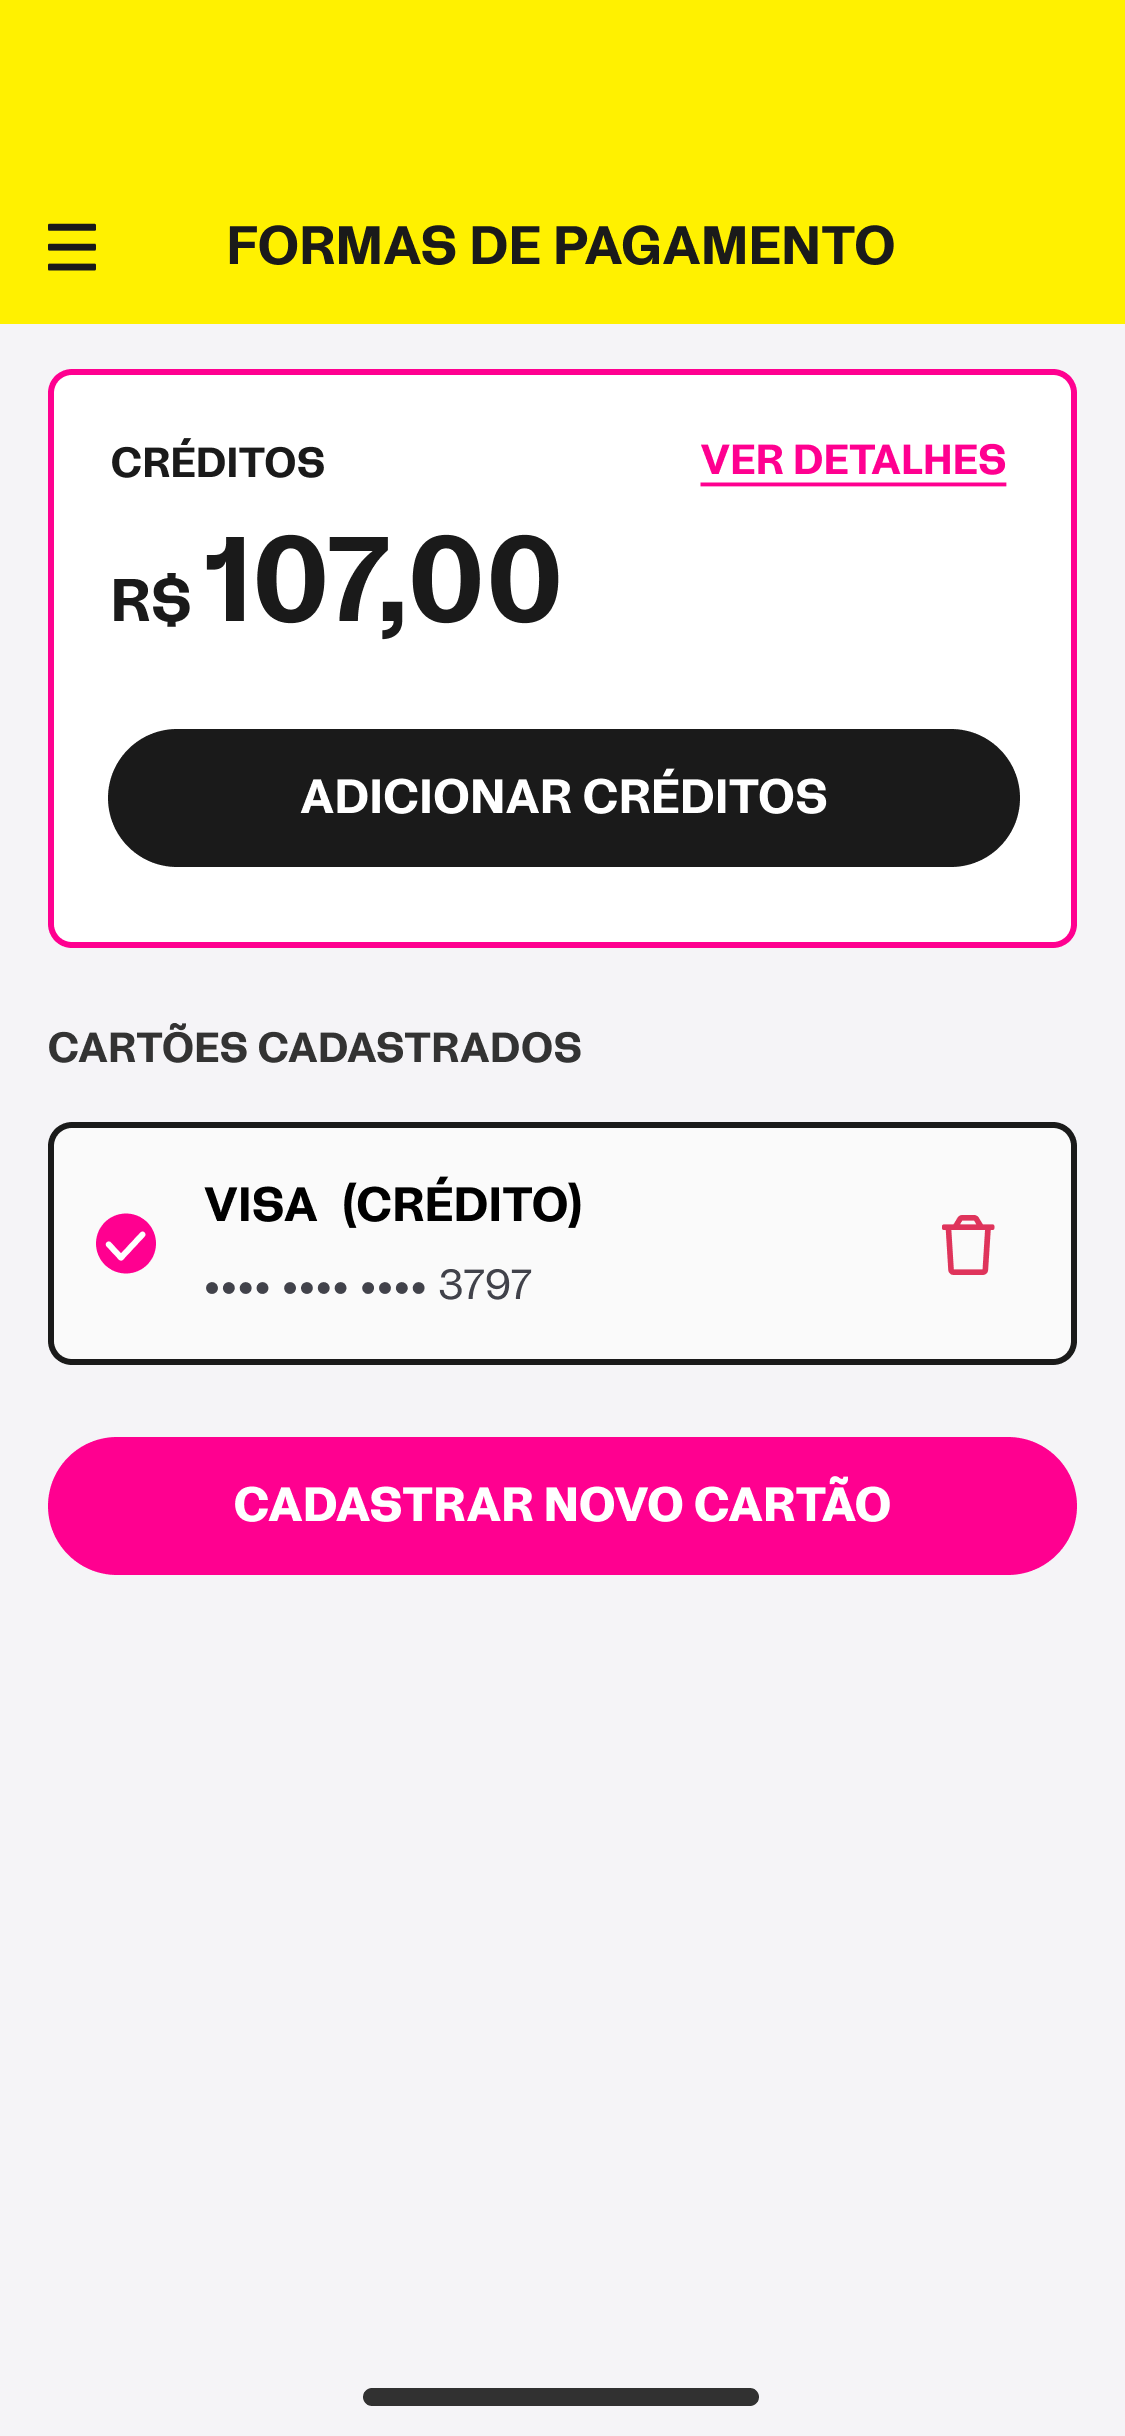 FORMAS DE PAGAMENTO
CRÉDITOS
VER DETALHES
R$ 107,00
ADICIONAR CRÉDITOS
CARTÕES CADASTRADOS
VISA (CRÉDITO)
•••• •••• •••• 3797
CADASTRAR NOVO CARTÃO